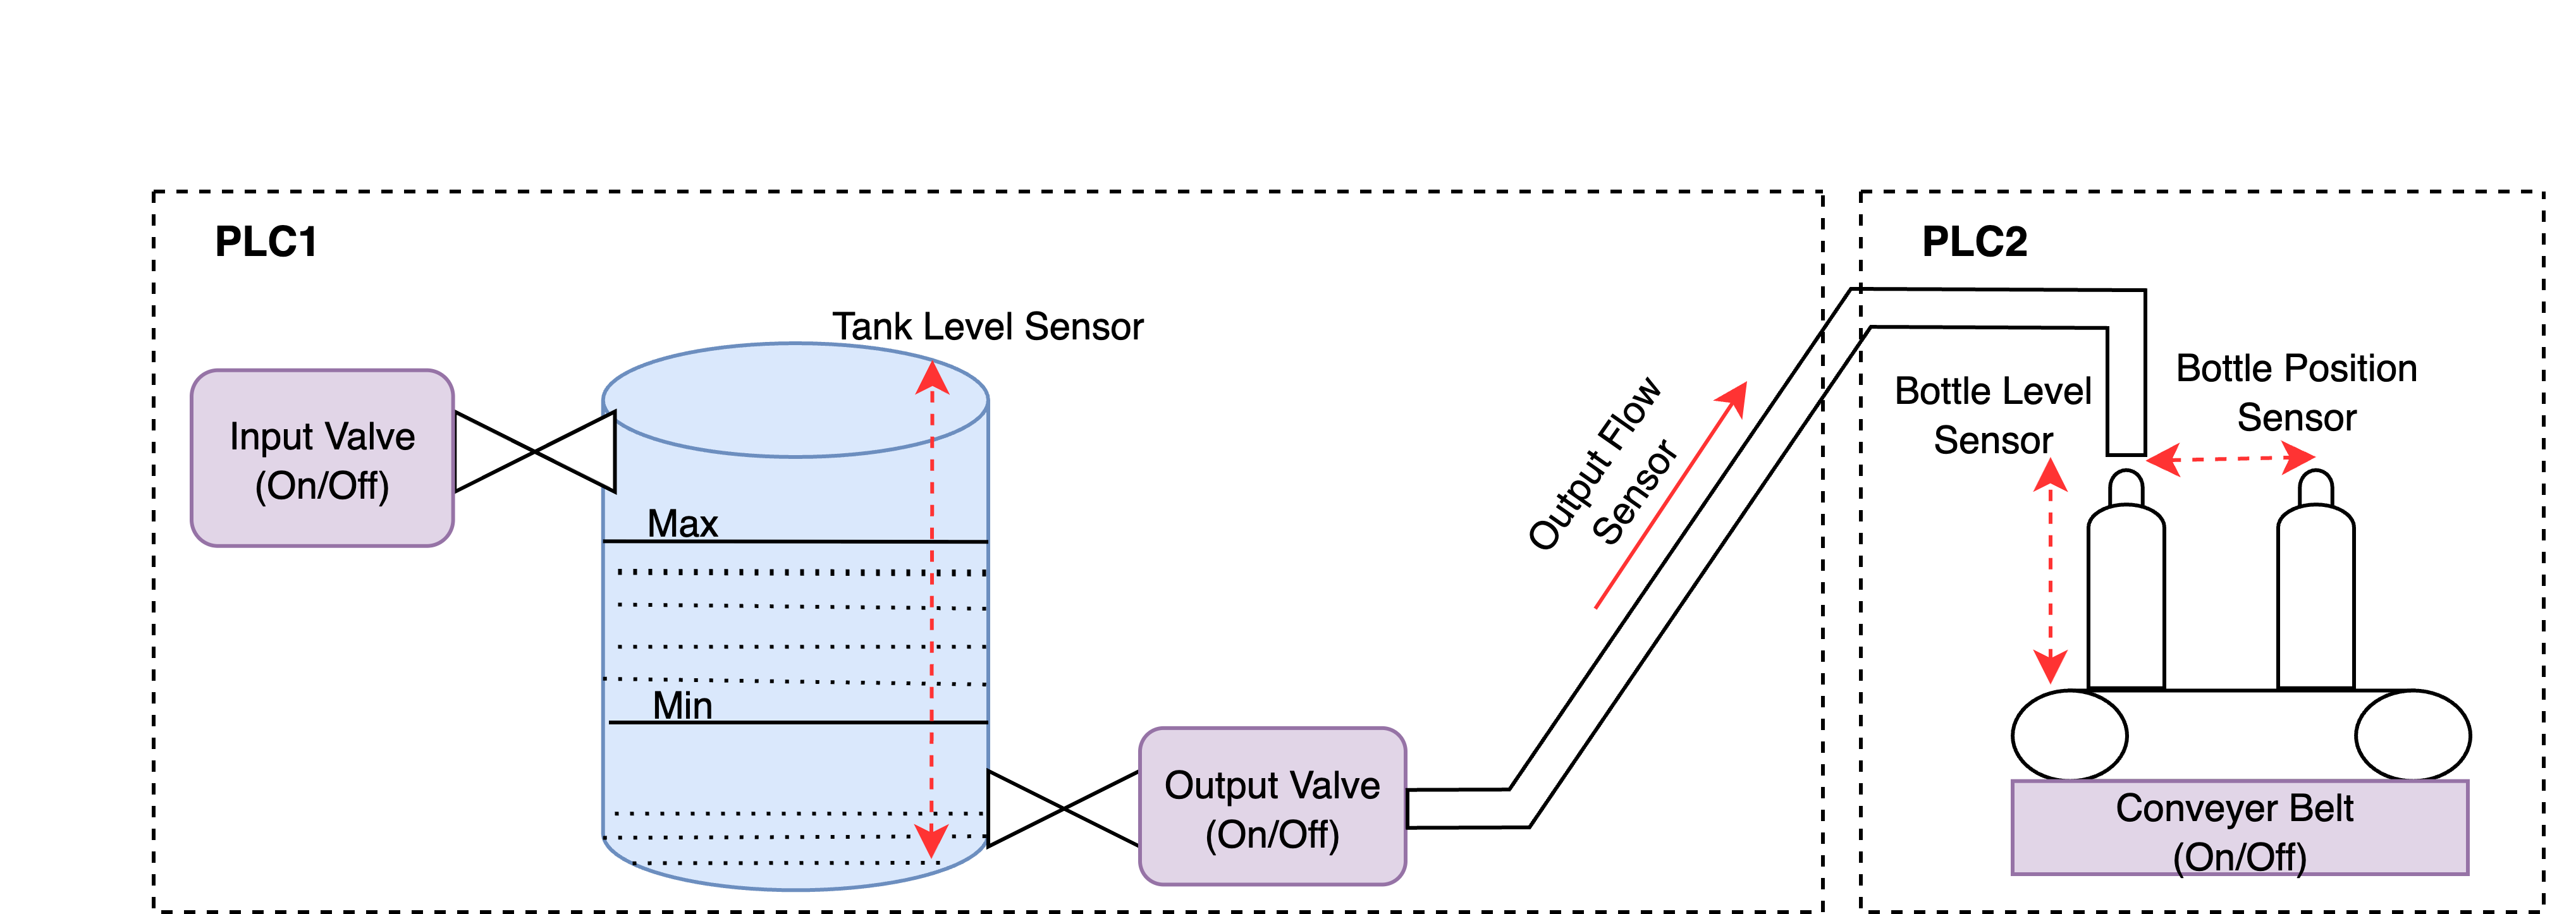 PLC1
Tank Level Sensor
Input Valve
(On/Off)
Max
Min
Output Valve
(On/Off)
Output Flow
Sensor
PLC2
Bottle Level
Sensor
Bottle Position
Sensor
Conveyer Belt
(On/Off)